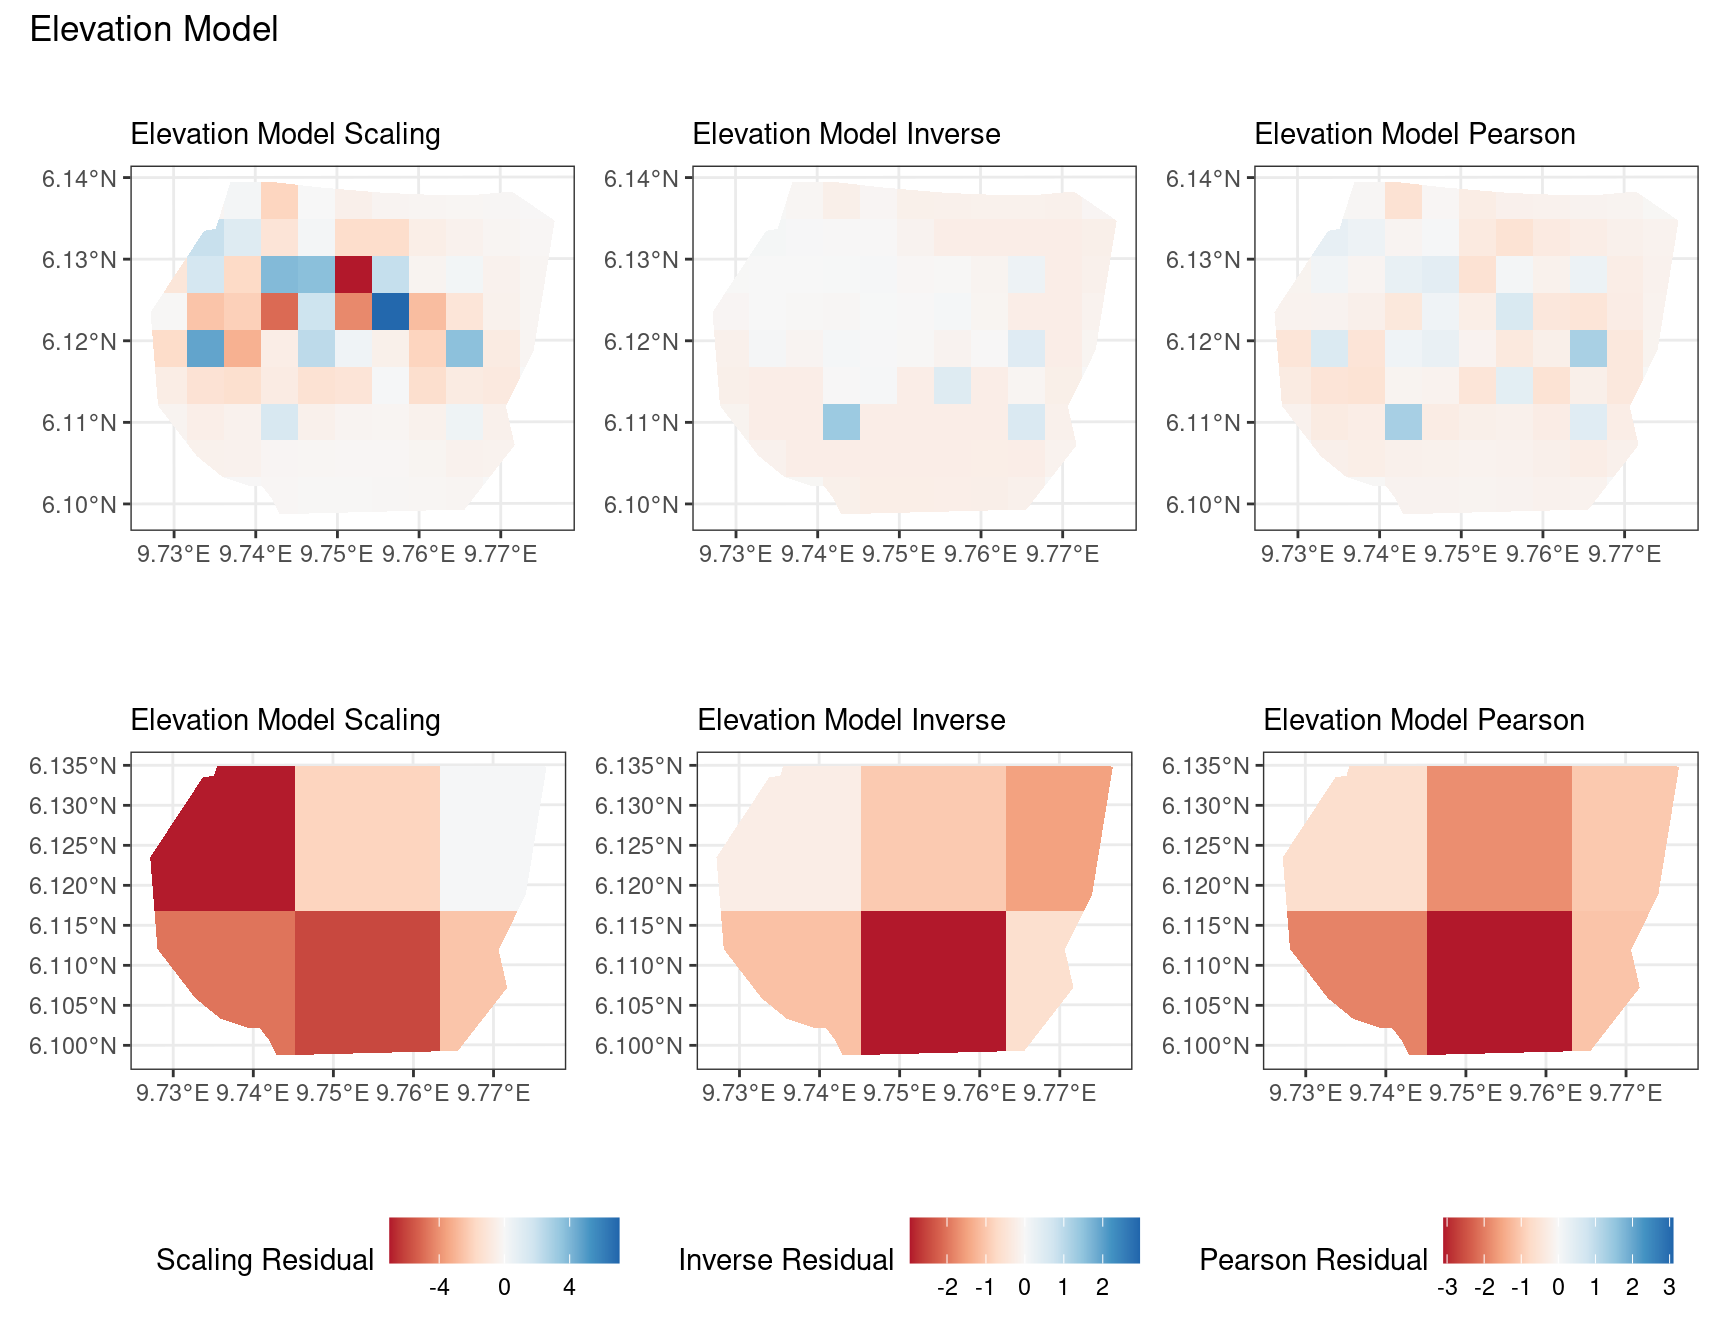 Elevation Model
Elevation Model Scaling
Elevation Model Inverse
Elevation Model Pearson
6.14°N
6.13°N
6.12°N
6.11°N
6.10°N
9.73°E 9.74°E 9.75°E 9.76°E 9.77°E
6.14°N
6.13°N
6.12°N
6.11°N
6.10°N
9.73°E 9.74°E 9.75°E 9.76°E 9.77°E
6.14°N
6.13°N
6.12°N
6.11°N
6.10°N
9.73°E 9.74°E 9.75°E 9.76°E 9.77°E
Elevation Model Scaling
Elevation Model Inverse
Elevation Model Pearson
6.135°N
6.130°N
6.125°N
6.120°N
6.115°N
6.110°N
6.105°N
6.100°N
9.73°E 9.74°E 9.75°E 9.76°E 9.77°E
6.135°N
6.130°N
6.125°N
6.120°N
6.115°N
6.110°N
6.105°N
6.100°N
9.73°E 9.74°E 9.75°E 9.76°E 9.77°E
6.135°N
6.130°N
6.125°N
6.120°N
6.115°N
6.110°N
6.105°N
6.100°N
9.73°E 9.74°E 9.75°E 9.76°E 9.77°E
Scaling Residual
-4 0 4
Inverse Residual
-2 -1 0 1 2
Pearson Residual
-3 -2 -1 0 1 2 3